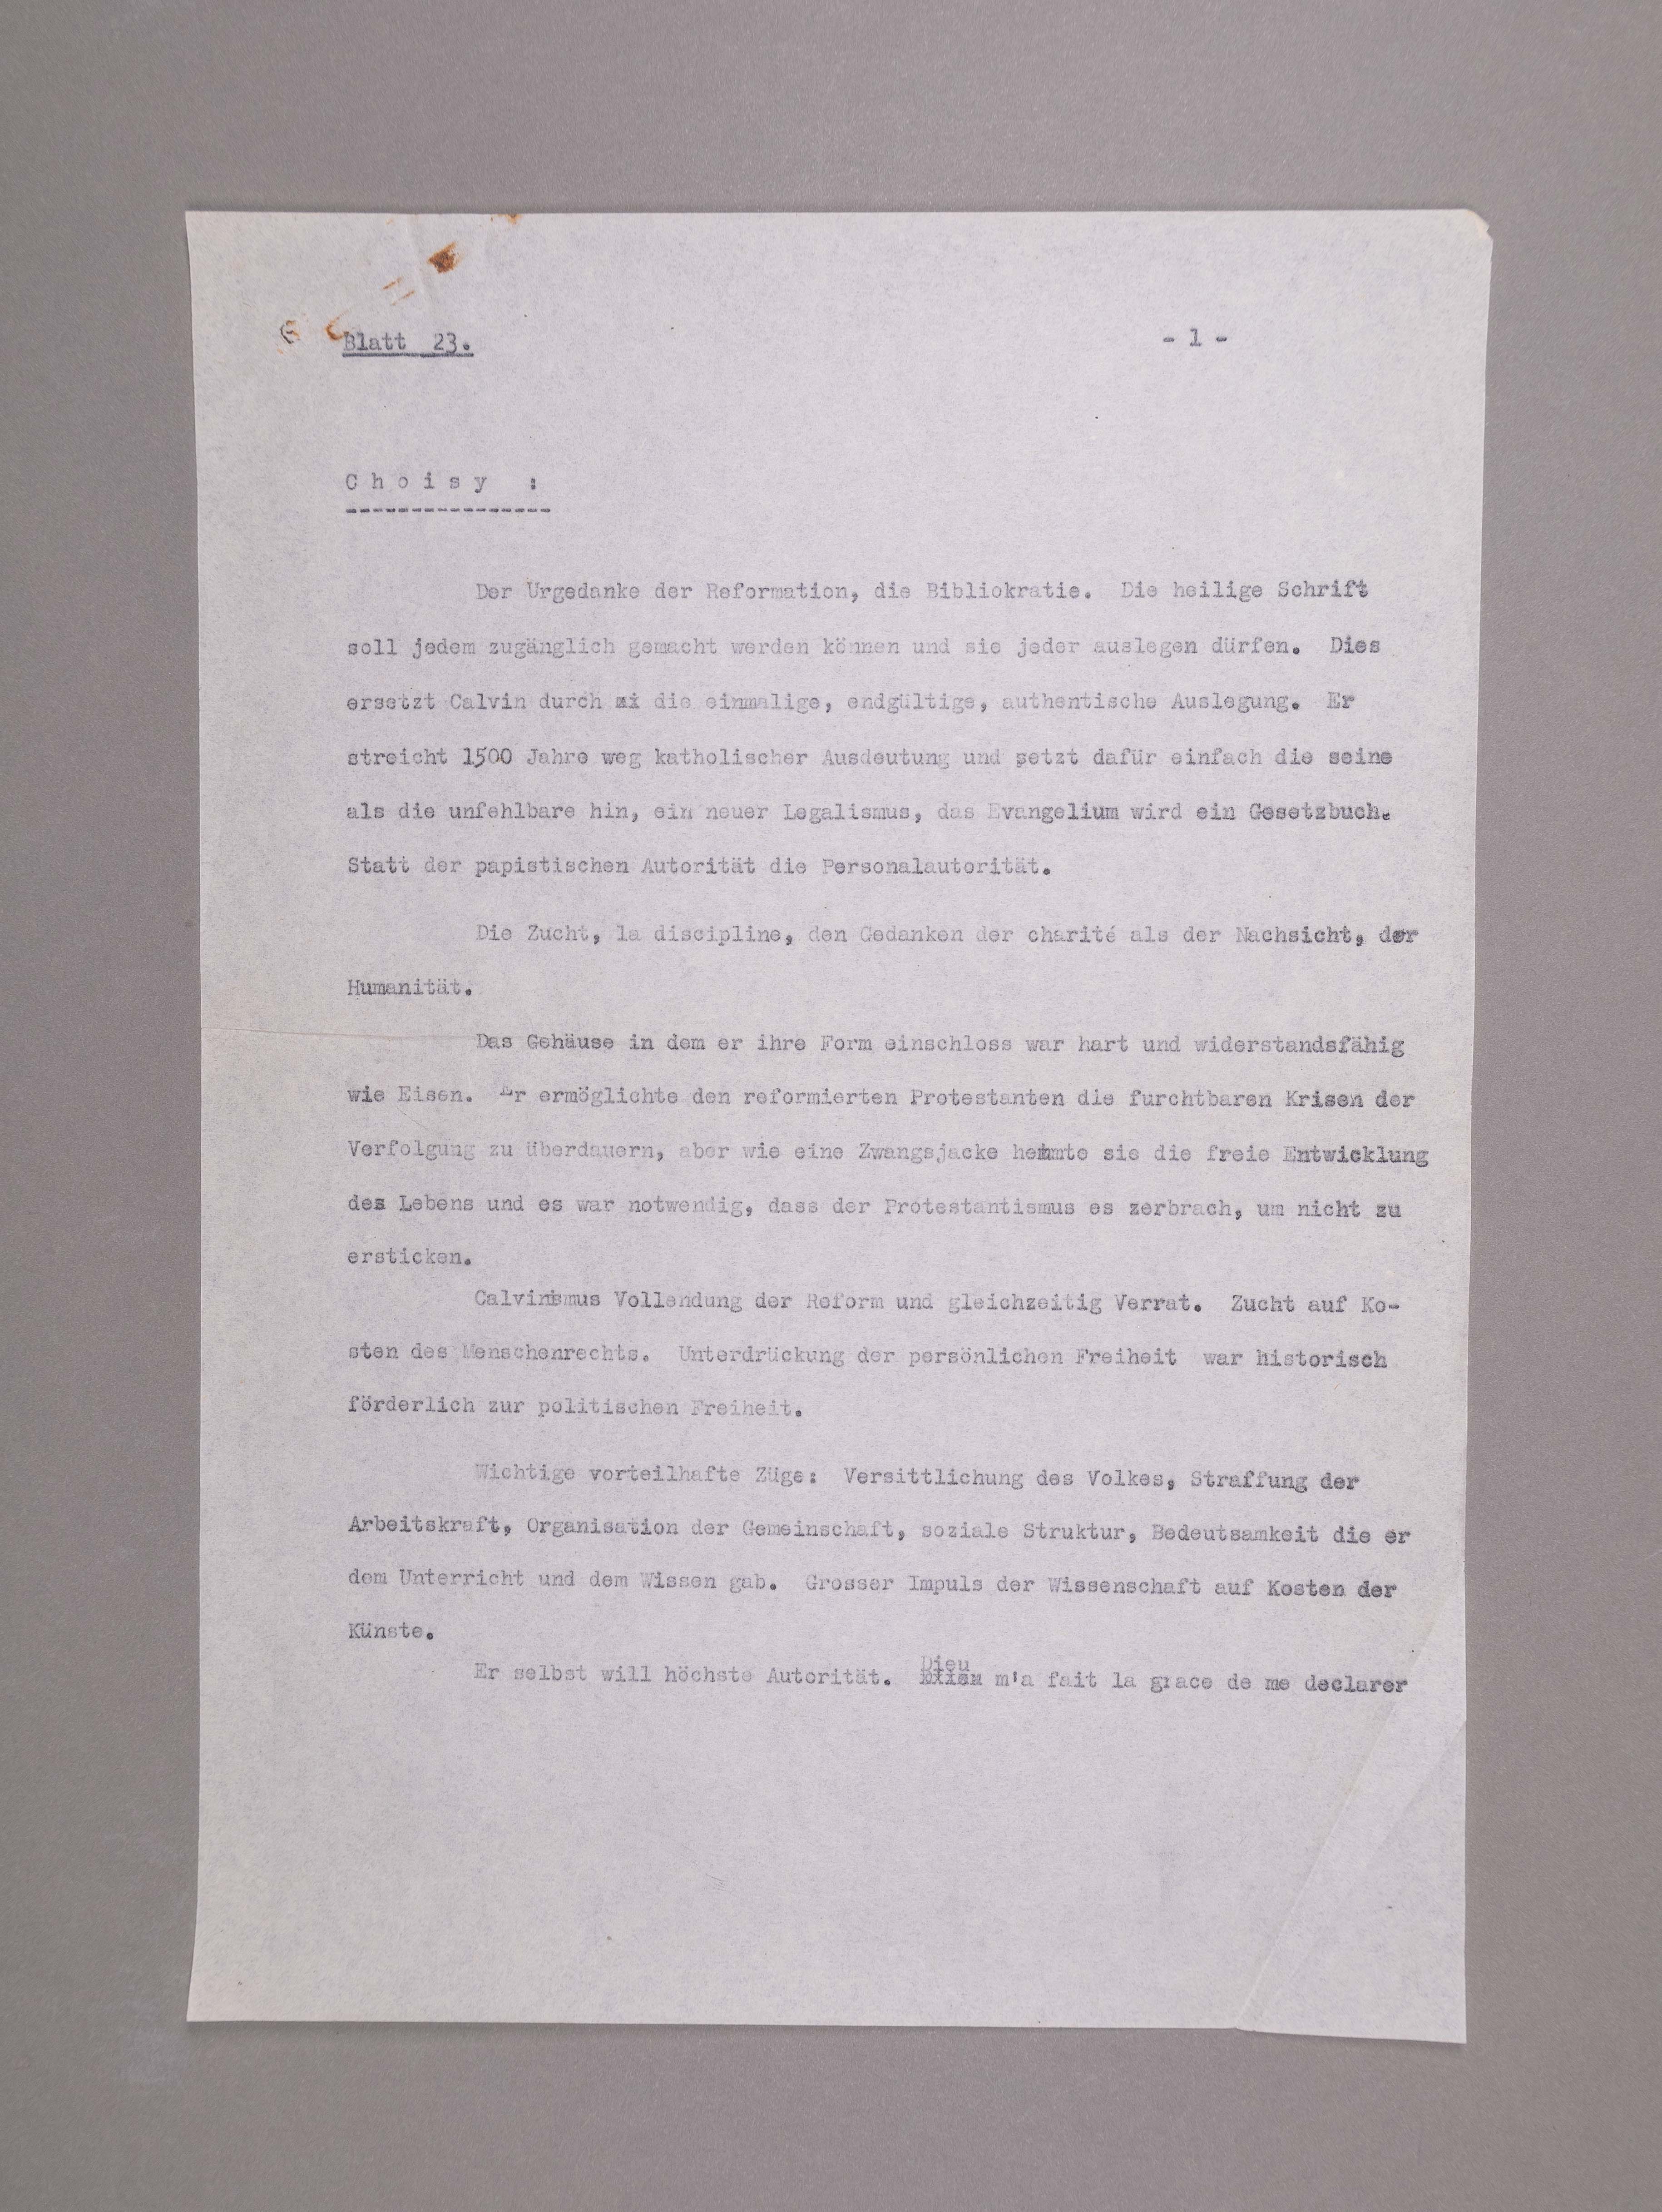 Blatt 23.
- 1 -
C h o i s y :
----------------
Der Urgedanke der Reformation, die Bibliokratie. Die heilige Schrift
soll jedem zugänglich gemacht werden können und sie jeder auslegen dürfen. Dies
ersetzt Calvin durch die einmalige, endgültige, authentische Auslegung. Er
streicht 1500 Jahre weg katholischer Ausdeutung und setzt dafür einfach die seine
als die unfehlbare hin, ein neuer Legalismus, das Evangelium wird ein Gesetzbuch.
Statt der papistischen Autorität die Personalautorität.
Die Zucht, la discipline, den Gedanken der charité als der Nachsicht, der
Humanität.
Das Gehäuse in dem er ihre Form einschloss war hart und widerstandsfähig
wie Eisen. Er ermöglichte den reformierten Protestanten die furchtbaren Krisen der
Verfolgung zu überdauern, aber wie eine Zwangsjacke hemmte sie die freie Entwicklung
des Lebens und es war notwendig, dass der Protestantismus es zerbrach, um nicht zu
ersticken.
Calvinismus Vollendung der Reform und gleichzeitig Verrat. Zucht auf Ko-
sten des Menschenrechts. Unterdrückung der persönlichen Freiheit war historisch
förderlich zur politischen Freiheit.
Wichtige vorteilhafte Züge: Versittlichung des Volkes, Straffung der
Arbeitskraft, Organisation der Gemeinschaft, soziale Struktur, Bedeutsamkeit die er
dem Unterricht und dem Wissen gab. Grosser Impuls der Wissenschaft auf Kosten der
Künste.
Er selbst will höchste Autorität. Dieu m'a fait la grace de me declarer